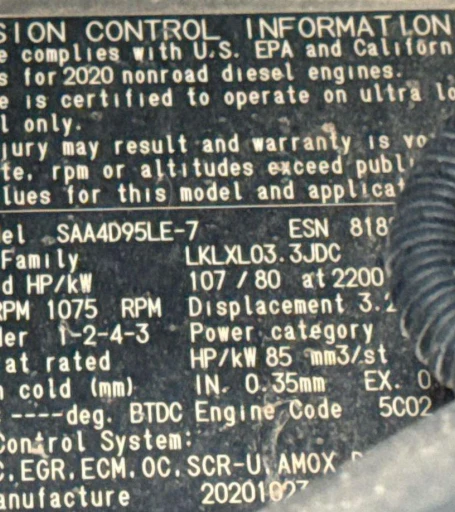 SION CONTROL INFORMATION
e complies with U.S. EPA and Californ
s for 2020 nonroad diesel engines.
e is certified to operate on ultra lo
l only.
jury may result and warranty is vo
te, rpm or altitudes exceed publi
lues for this model and applicat
del SAA4D95LE-7 ESN 818
Family LKLXL03.3JDC
d HP/kW 107/80 at 2200
RPM 1075 RPM Displacement 3.2
der 1-2-4-3 Power category
at rated HP/kW 85 mm3/st
n cold (mm) IN. 0.35mm EX. 0
----deg. BTDC Engine Code 5C02
Control System:
C.EGR.ECM.OC.SCR-U.AMOX
anufacture 20201027